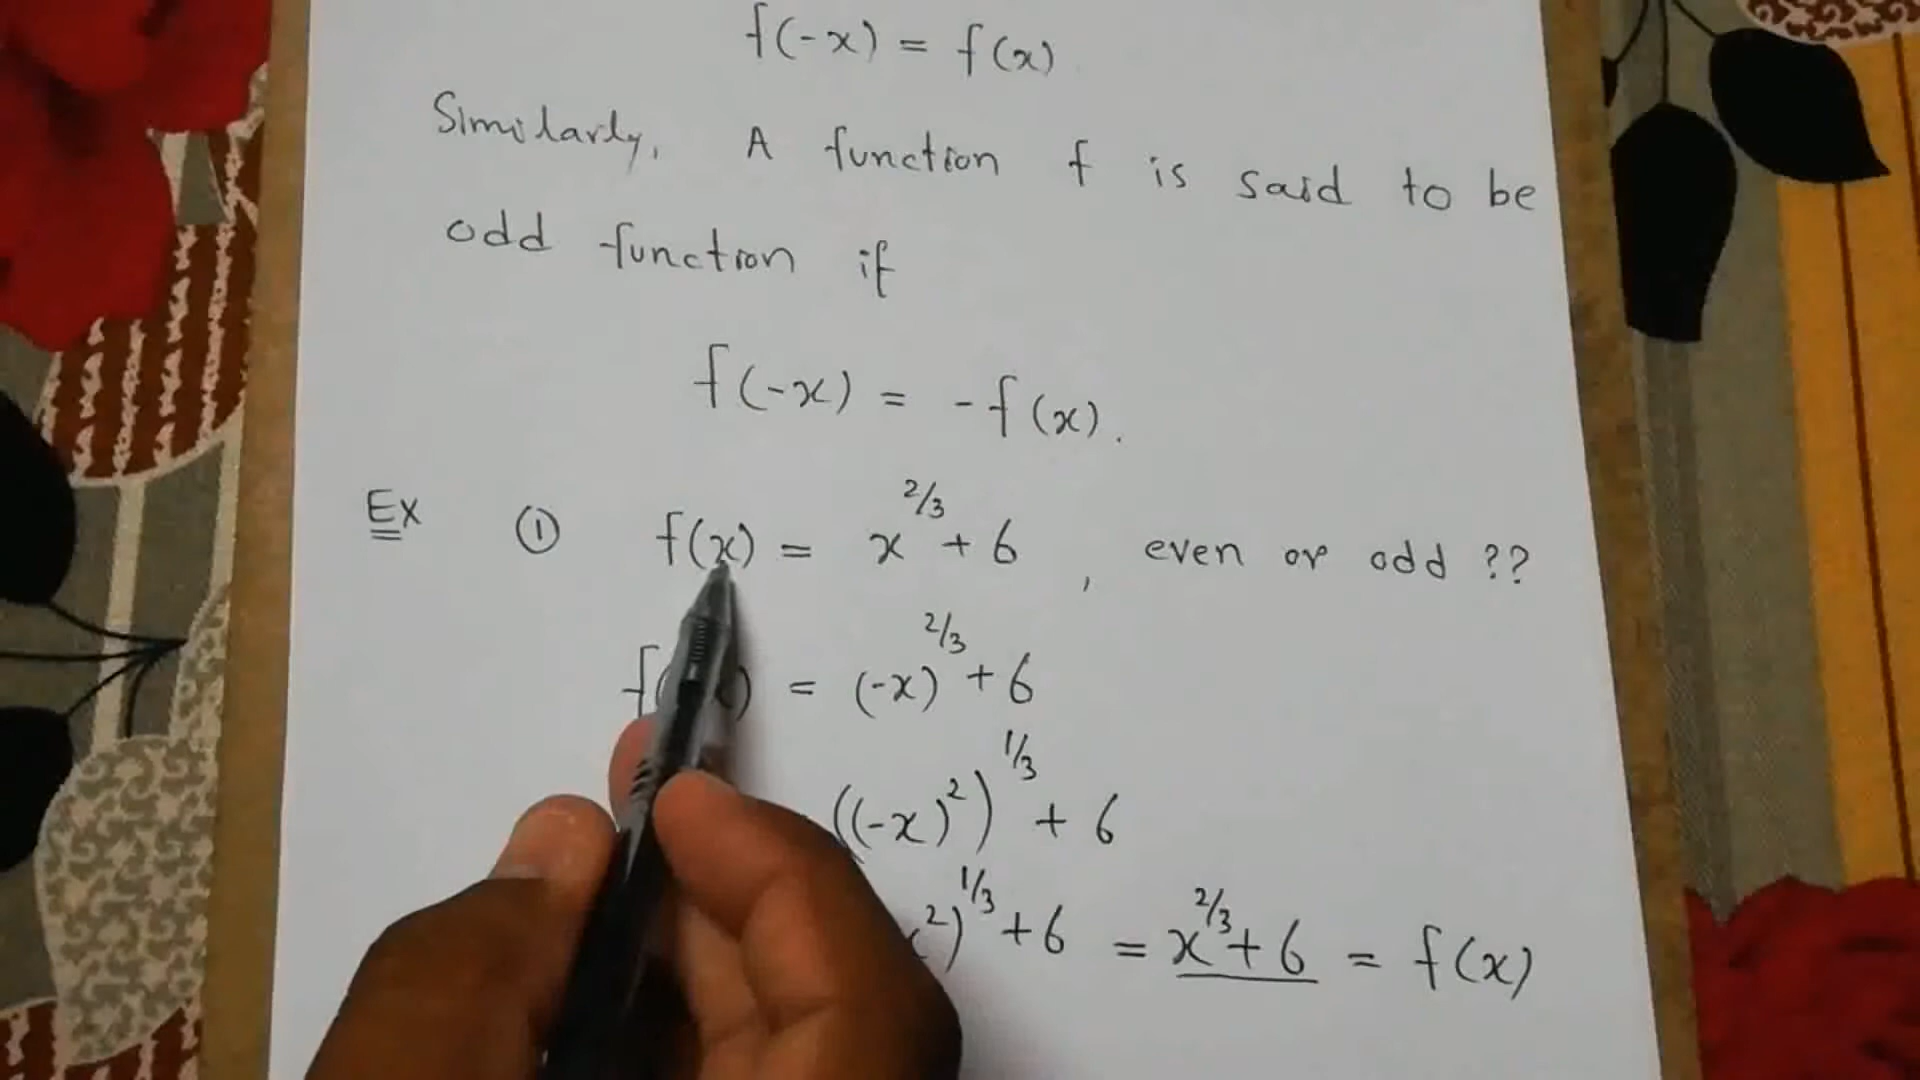 f(-x) = f(x)
Similarly, A function f is said to be
odd function if
f(-x) = -f(x).
Ex ① f(x) = x^2/3 + 6 , even or odd ??
= (-x)^2/3 + 6
((-x)^2)^1/3 + 6
^2)^1/3 + 6 = x^2/3 + 6 = f(x)